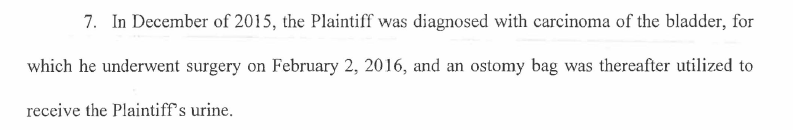 7. In December of 2015, the Plaintiff was diagnosed with carcinoma of the bladder, for
which he underwent surgery on February 2, 2016, and an ostomy bag was thereafter utilized to
receive the Plaintiff's urine.